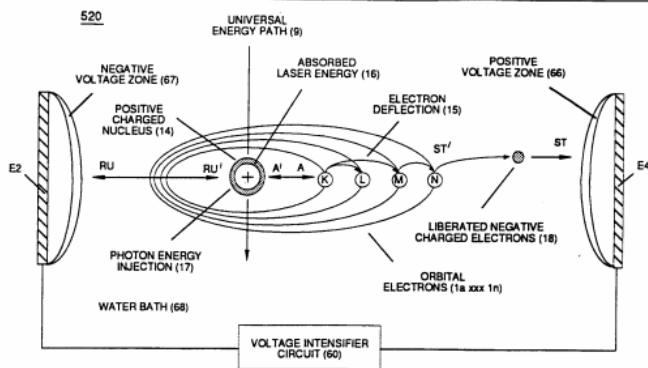 520
UNIVERSAL
ENERGY PATH (9)
NEGATIVE
VOLTAGE ZONE (67)
ABSORBED
LASER ENERGY (16)
POSITIVE
VOLTAGE ZONE (66)
POSITIVE
CHARGED
NUCLEUS (14)
ELECTRON
DEFLECTION (15)
E2
RU
RU'
+
A'
A
K
L
M
N
ST'
ST
E4
PHOTON ENERGY
INJECTION (17)
LIBERATED NEGATIVE
CHARGED ELECTRONS (18)
ORBITAL
ELECTRONS (1a xxx 1n)
WATER BATH (68)
VOLTAGE INTENSIFIER
CIRCUIT (60)